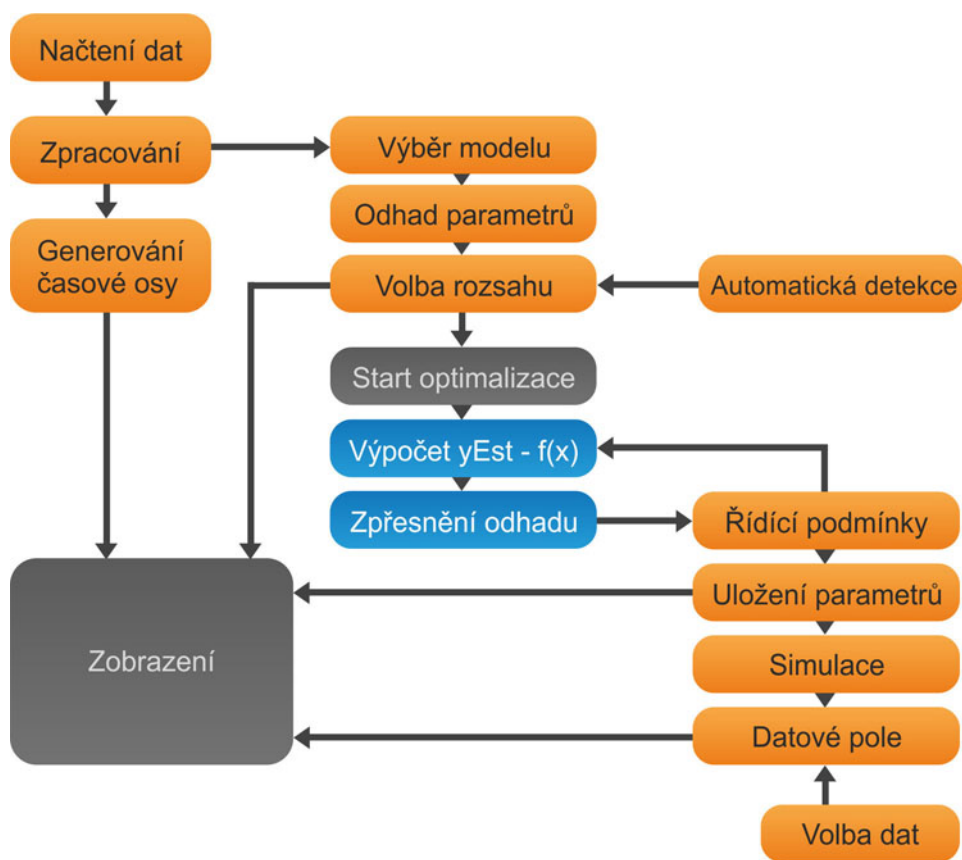 Načtení dat
Zpracování
Generování
časové osy
Výběr modelu
Odhad parametrů
Volba rozsahu
Automatická detekce
Start optimalizace
Výpočet yEst - f(x)
Zpřesnění odhadu
Řídící podmínky
Uložení parametrů
Simulace
Datové pole
Volba dat
Zobrazení